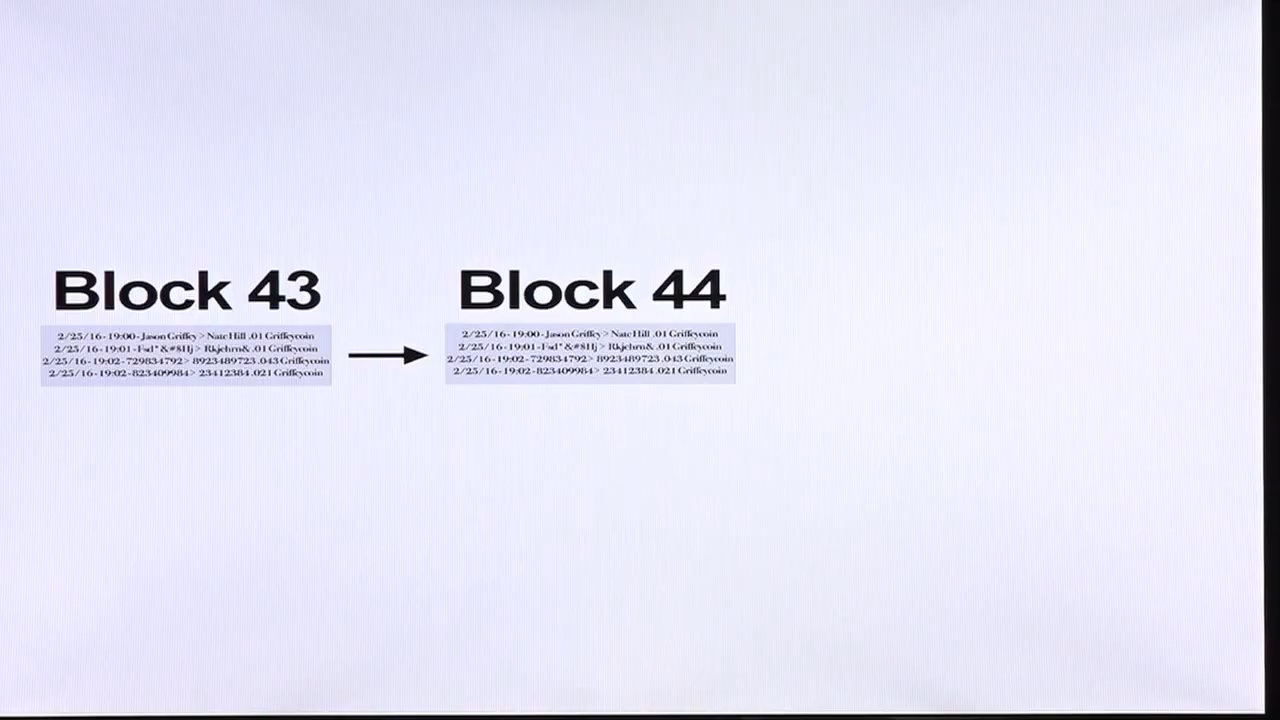 Block 43
2/25/16 - 19:00 - Jason Griffey > Nate Hill .01 Griffeycoin
2/25/16 - 19:01 - Fsd*&#$Hj > Rkjehrn& .01 Griffeycoin
2/25/16 - 19:02 - 729834792> 8923489723 .043 Griffeycoin
2/25/16 - 19:02 - 823409984> 23412384 .021 Griffeycoin
Block 44
2/25/16 - 19:00 - Jason Griffey > Nate Hill .01 Griffeycoin
2/25/16 - 19:01 - Fsd*&#$Hj > Rkjehrn& .01 Griffeycoin
2/25/16 - 19:02 - 729834792> 8923489723 .043 Griffeycoin
2/25/16 - 19:02 - 823409984> 23412384 .021 Griffeycoin